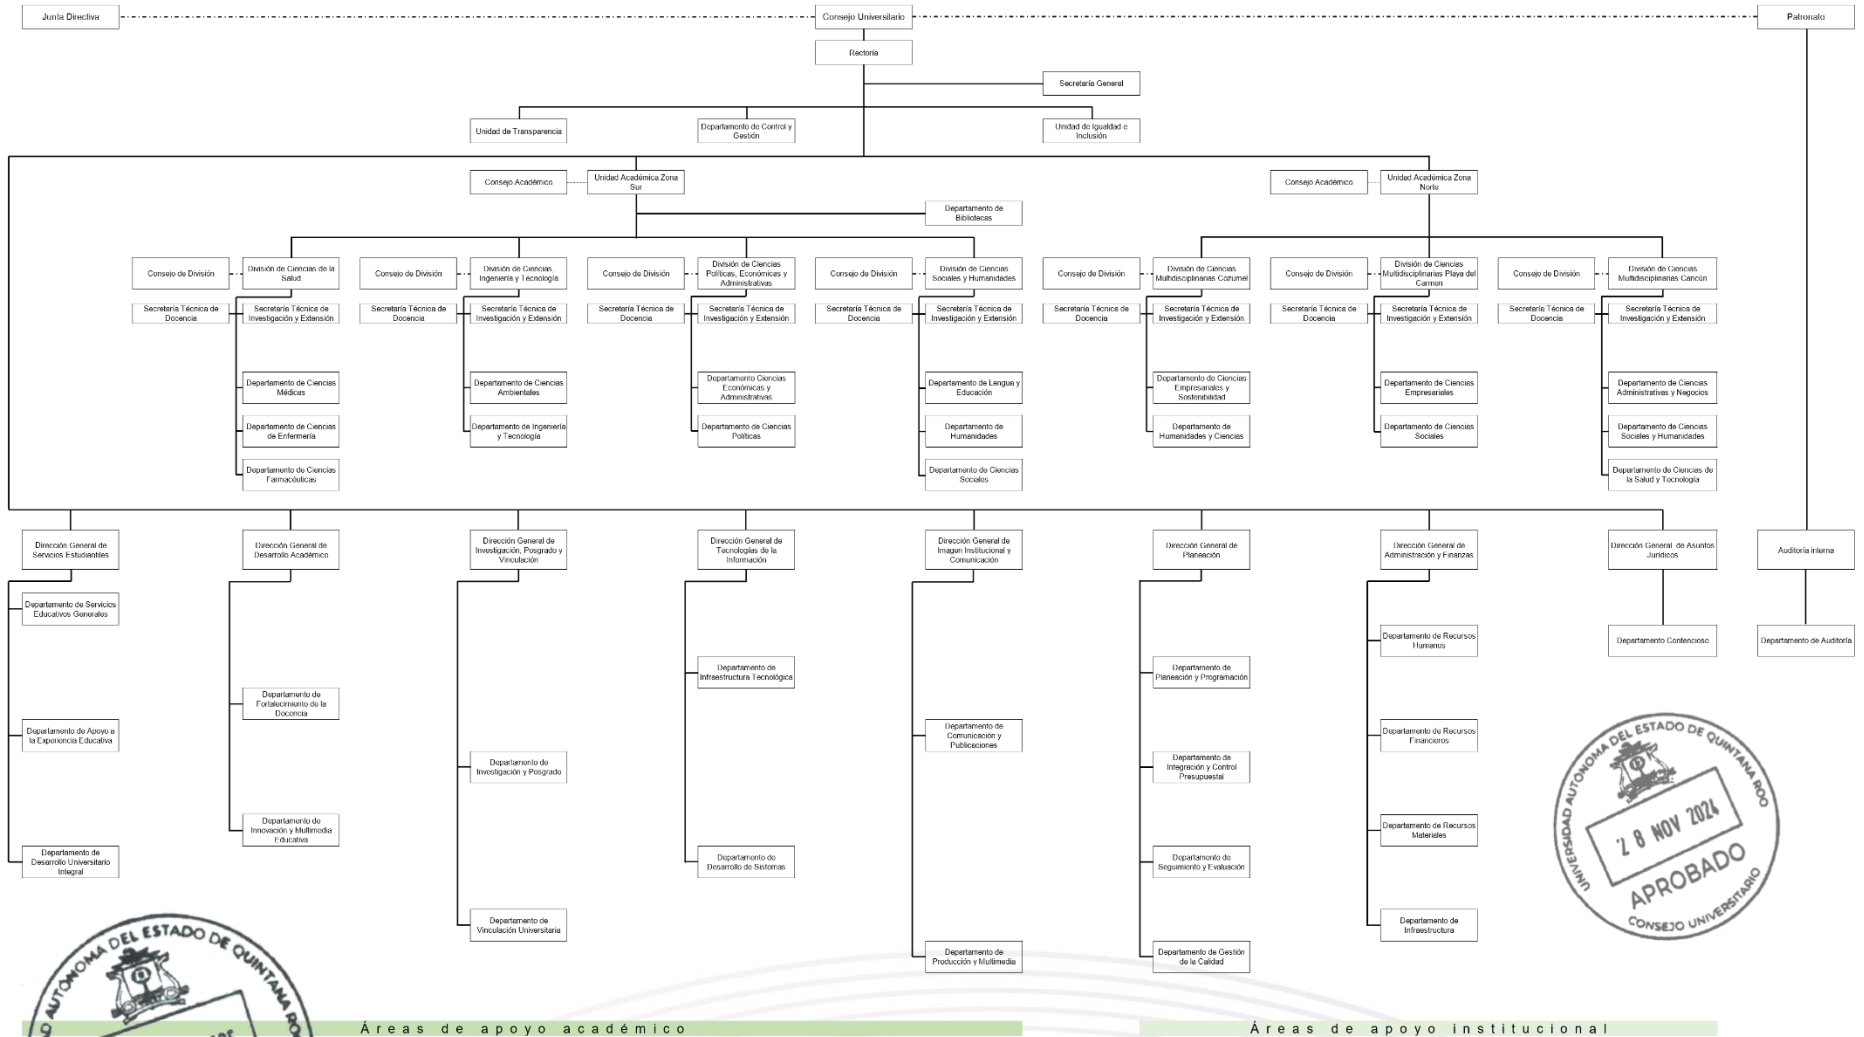 Junta Directiva
Consejo Universitario
Patronato
Rectoría
Secretaría General
Unidad de Transparencia
Departamento de Control y
Gestión
Unidad de Igualdad e
Inclusión
Consejo Académico
Unidad Académica Zona
Sur
Consejo Académico
Unidad Académica Zona
Norte
Departamento de
Bibliotecas
Consejo de División
División de Ciencias de la
Salud
Consejo de División
División de Ciencias,
Ingeniería y Tecnología
Consejo de División
División de Ciencias
Políticas, Económicas y
Administrativas
Consejo de División
División de Ciencias
Sociales y Humanidades
Consejo de División
División de Ciencias
Multidisciplinarias Cozumel
Consejo de División
División de Ciencias
Multidisciplinarias Playa del
Carmen
Consejo de División
División de Ciencias
Multidisciplinarias Cancún
Secretaría Técnica de
Docencia
Secretaría Técnica de
Investigación y Extensión
Secretaría Técnica de
Docencia
Secretaría Técnica de
Investigación y Extensión
Secretaría Técnica de
Docencia
Secretaría Técnica de
Investigación y Extensión
Secretaría Técnica de
Docencia
Secretaría Técnica de
Investigación y Extensión
Secretaría Técnica de
Docencia
Secretaría Técnica de
Investigación y Extensión
Secretaría Técnica de
Docencia
Secretaría Técnica de
Investigación y Extensión
Secretaría Técnica de
Docencia
Secretaría Técnica de
Investigación y Extensión
Departamento de Ciencias
Médicas
Departamento de Ciencias
Ambientales
Departamento Ciencias
Económicas y
Administrativas
Departamento de Lengua y
Educación
Departamento de Ciencias
Empresariales y
Sostenibilidad
Departamento de Ciencias
Empresariales
Departamento de Ciencias
Administrativas y Negocios
Departamento de Ciencias
de Enfermería
Departamento de Ingeniería
y Tecnología
Departamento de Ciencias
Políticas
Departamento de
Humanidades
Departamento de
Humanidades y Ciencias
Departamento de Ciencias
Sociales
Departamento de Ciencias
Sociales y Humanidades
Departamento de Ciencias
Farmacéuticas
Departamento de Ciencias
Sociales
Departamento de Ciencias de
la Salud y Tecnología
Dirección General de
Servicios Estudiantiles
Dirección General de
Desarrollo Académico
Dirección General de
Investigación, Posgrado y
Vinculación
Dirección General de
Tecnologías de la
Información
Dirección General de
Imagen Institucional y
Comunicación
Dirección General de
Planeación
Dirección General de
Administración y Finanzas
Dirección General de Asuntos
Jurídicos
Auditoría interna
Departamento de Servicios
Educativos Generales
Departamento de Recursos
Humanos
Departamento Contencioso
Departamento de Auditoría
Departamento de
Infraestructura Tecnológica
Departamento de
Planeación y Programación
Departamento de
Fortalecimiento de la
Docencia
Departamento de Apoyo a
la Experiencia Educativa
Departamento de
Comunicación y
Publicaciones
Departamento de Recursos
Financieros
Departamento de
Investigación y Posgrado
Departamento de
Integración y Control
Presupuestal
Departamento de
Innovación y Multimedia
Educativa
Departamento de Recursos
Materiales
Departamento de
Desarrollo Universitario
Integral
Departamento de
Desarrollo de Sistemas
Departamento de
Seguimiento y Evaluación
Departamento de
Vinculación Universitaria
Departamento de
Infraestructura
Departamento de
Producción y Multimedia
Departamento de Gestión
de la Calidad
UNIVERSIDAD AUTÓNOMA DEL ESTADO DE QUINTANA ROO
28 NOV 2024
APROBADO
CONSEJO UNIVERSITARIO
AUTÓNOMA DEL ESTADO DE QUINTANA ROO
Áreas de apoyo académico
Áreas de apoyo institucional